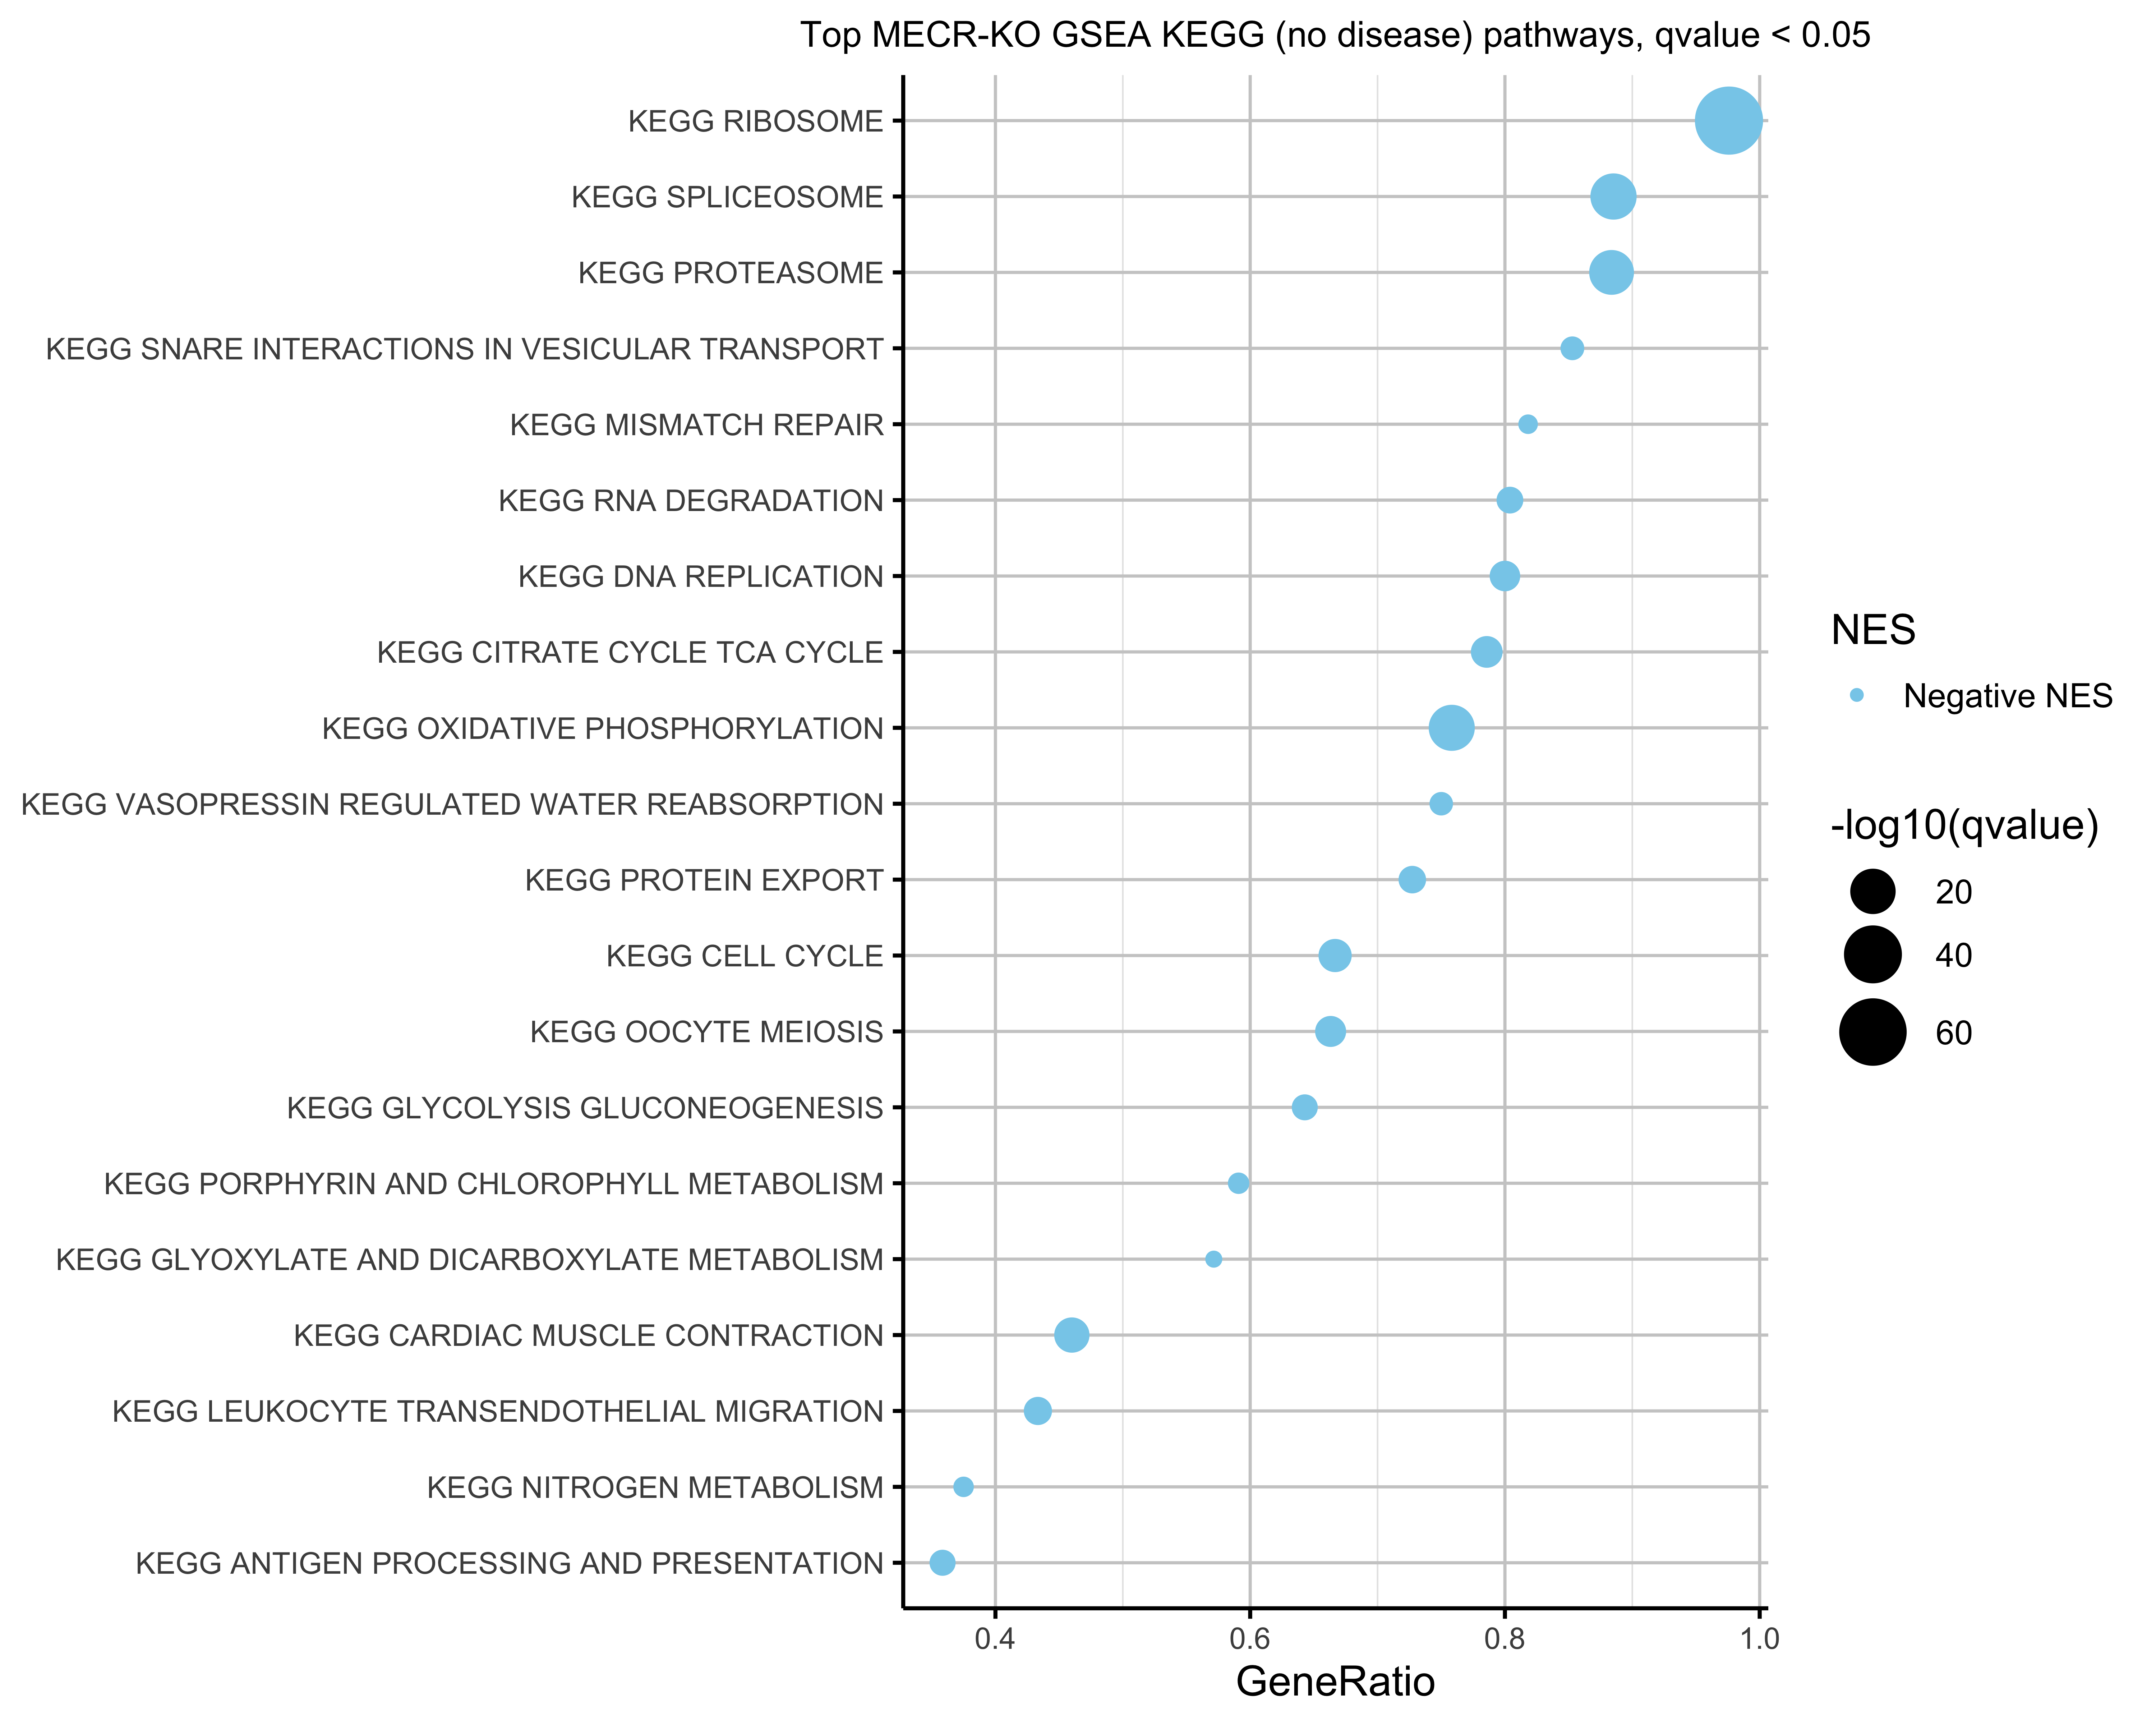 Top MECR-KO GSEA KEGG (no disease) pathways, qvalue < 0.05
KEGG RIBOSOME
KEGG SPLICEOSOME
KEGG PROTEASOME
KEGG SNARE INTERACTIONS IN VESICULAR TRANSPORT
KEGG MISMATCH REPAIR
KEGG RNA DEGRADATION
KEGG DNA REPLICATION
KEGG CITRATE CYCLE TCA CYCLE
KEGG OXIDATIVE PHOSPHORYLATION
KEGG VASOPRESSIN REGULATED WATER REABSORPTION
KEGG PROTEIN EXPORT
KEGG CELL CYCLE
KEGG OOCYTE MEIOSIS
KEGG GLYCOLYSIS GLUCONEOGENESIS
KEGG PORPHYRIN AND CHLOROPHYLL METABOLISM
KEGG GLYOXYLATE AND DICARBOXYLATE METABOLISM
KEGG CARDIAC MUSCLE CONTRACTION
KEGG LEUKOCYTE TRANSENDOTHELIAL MIGRATION
KEGG NITROGEN METABOLISM
KEGG ANTIGEN PROCESSING AND PRESENTATION
0.4 0.6 0.8 1.0
GeneRatio
NES
Negative NES
-log10(qvalue)
20
40
60